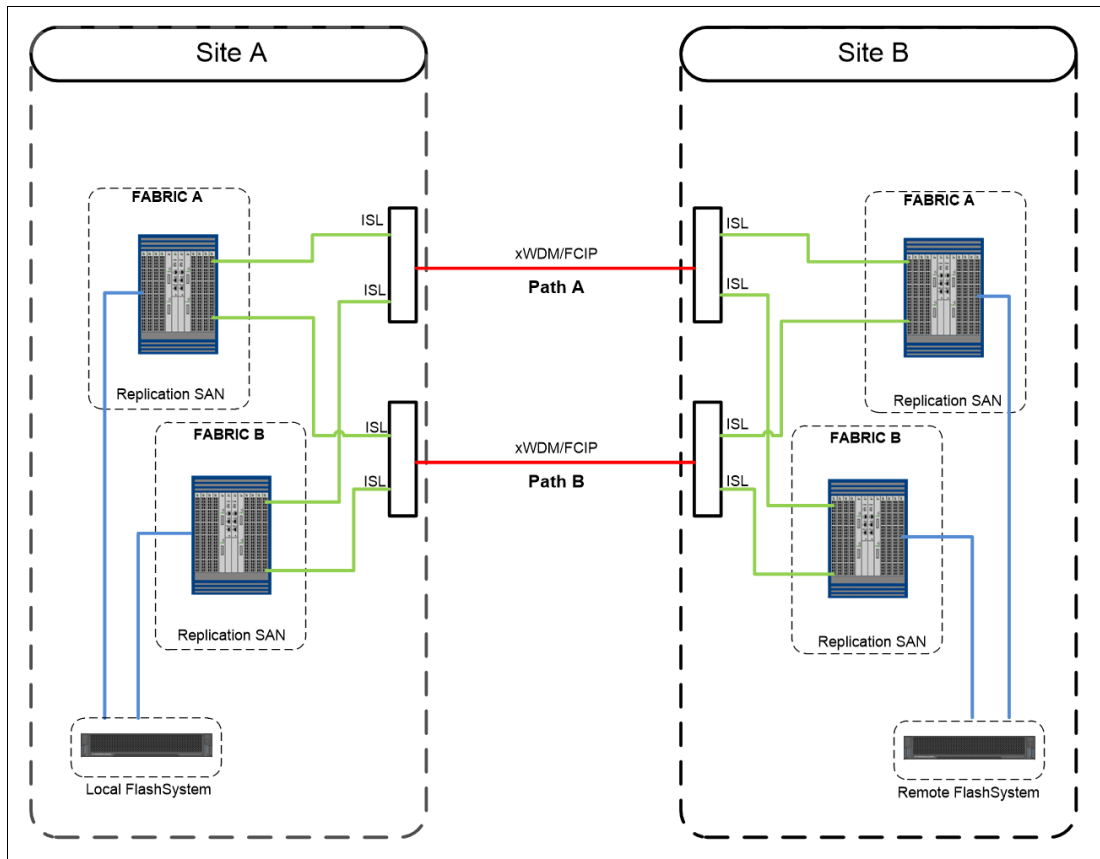 Site A
Site B
FABRIC A
FABRIC A
ISL
ISL
xWDM/FCIP
Path A
ISL
ISL
Replication SAN
Replication SAN
FABRIC B
FABRIC B
ISL
ISL
xWDM/FCIP
Path B
ISL
ISL
Replication SAN
Replication SAN
Local FlashSystem
Remote FlashSystem